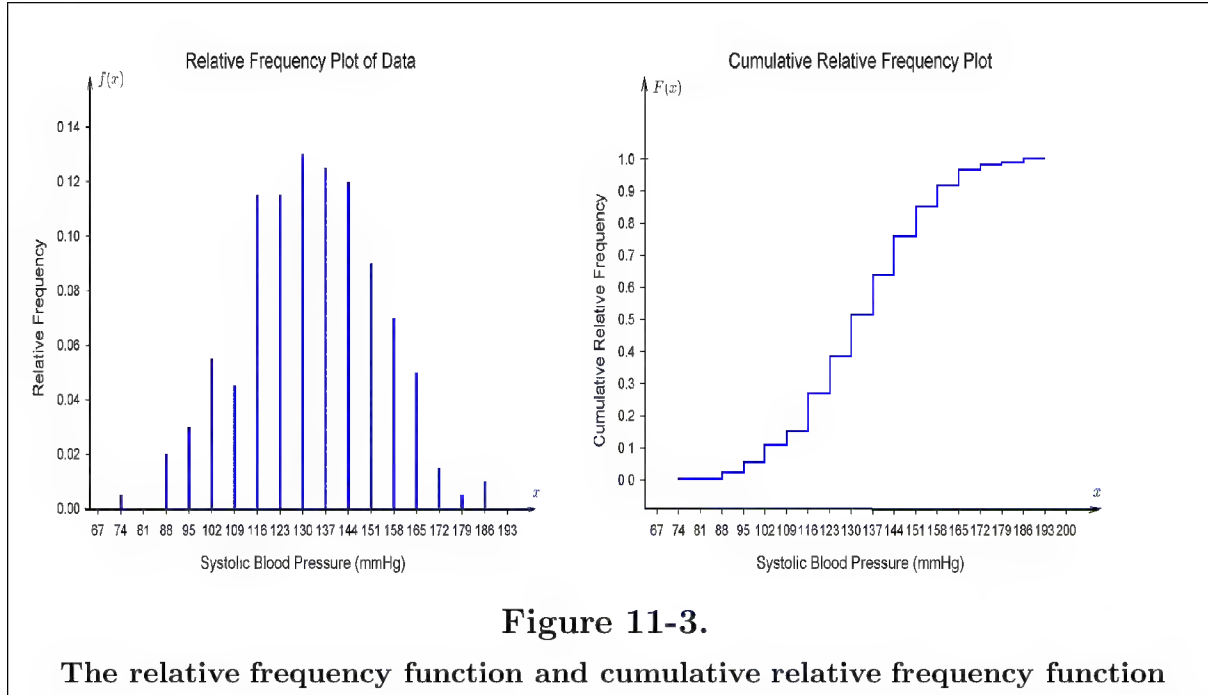 Relative Frequency Plot of Data
f(x)
0 14
0.12
0.10
0.08
0.06
0.04
0.02
0.00
Relative Frequency
x
67 74 81 88 95 102 109 116 123 130 137 144 151 158 165 172 179 186 193
Systolic Blood Pressure (mmHg)
Cumulative Relative Frequency Plot
F(x)
1.0
0.9
0.8
0.7
0.6
0.5
0.4
0.3
0.2
0.1
0.0
Cumulative Relative Frequency
x
67 74 81 88 95 102 109 116 123 130 137 144 151 158 165 172 179 186 193 200
Systolic Blood Pressure (mmHg)
Figure 11-3.
The relative frequency function and cumulative relative frequency function